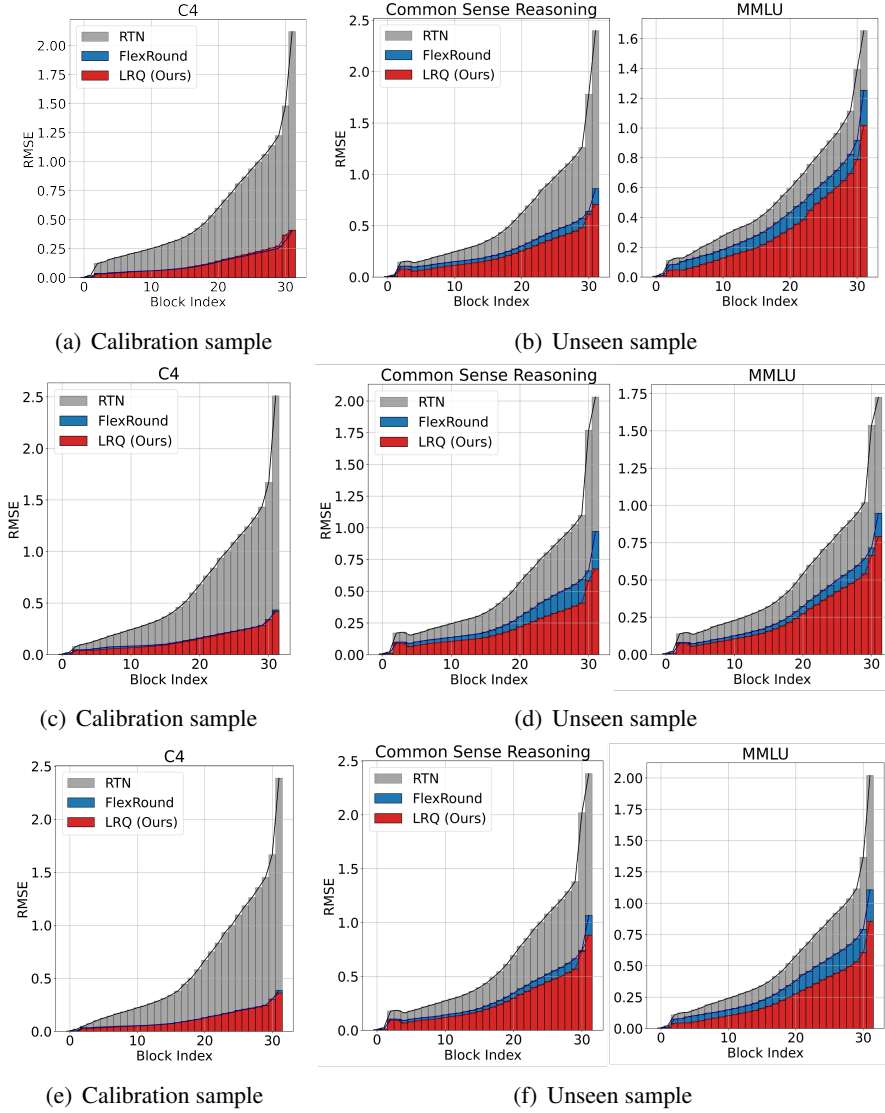 C4
RMSE
2.00
1.75
1.50
1.25
1.00
0.75
0.50
0.25
0.00
RTN
FlexRound
LRQ (Ours)
0 10 20 30
Block Index
Common Sense Reasoning
RMSE
2.5
2.0
1.5
1.0
0.5
0.0
RTN
FlexRound
LRQ (Ours)
0 10 20 30
Block Index
MMLU
1.6
1.4
1.2
1.0
0.8
0.6
0.4
0.2
0.0
0 10 20 30
Block Index
(a) Calibration sample
(b) Unseen sample
C4
RMSE
2.5
2.0
1.5
1.0
0.5
0.0
RTN
FlexRound
LRQ (Ours)
0 10 20 30
Block Index
Common Sense Reasoning
RMSE
2.00
1.75
1.50
1.25
1.00
0.75
0.50
0.25
0.00
RTN
FlexRound
LRQ (Ours)
0 10 20 30
Block Index
MMLU
1.75
1.50
1.25
1.00
0.75
0.50
0.25
0.00
0 10 20 30
Block Index
(c) Calibration sample
(d) Unseen sample
C4
RMSE
2.5
2.0
1.5
1.0
0.5
0.0
RTN
FlexRound
LRQ (Ours)
0 10 20 30
Block Index
Common Sense Reasoning
RMSE
2.5
2.0
1.5
1.0
0.5
0.0
RTN
FlexRound
LRQ (Ours)
0 10 20 30
Block Index
MMLU
2.00
1.75
1.50
1.25
1.00
0.75
0.50
0.25
0.00
0 10 20 30
Block Index
(e) Calibration sample
(f) Unseen sample